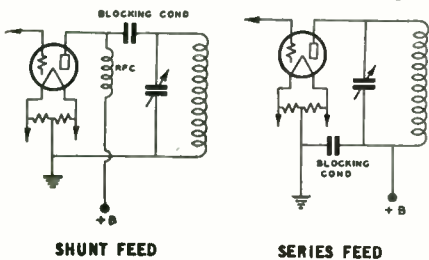 BLOCKING COND
RFC
+B
SHUNT FEED
BLOCKING
COND
+B
SERIES FEED